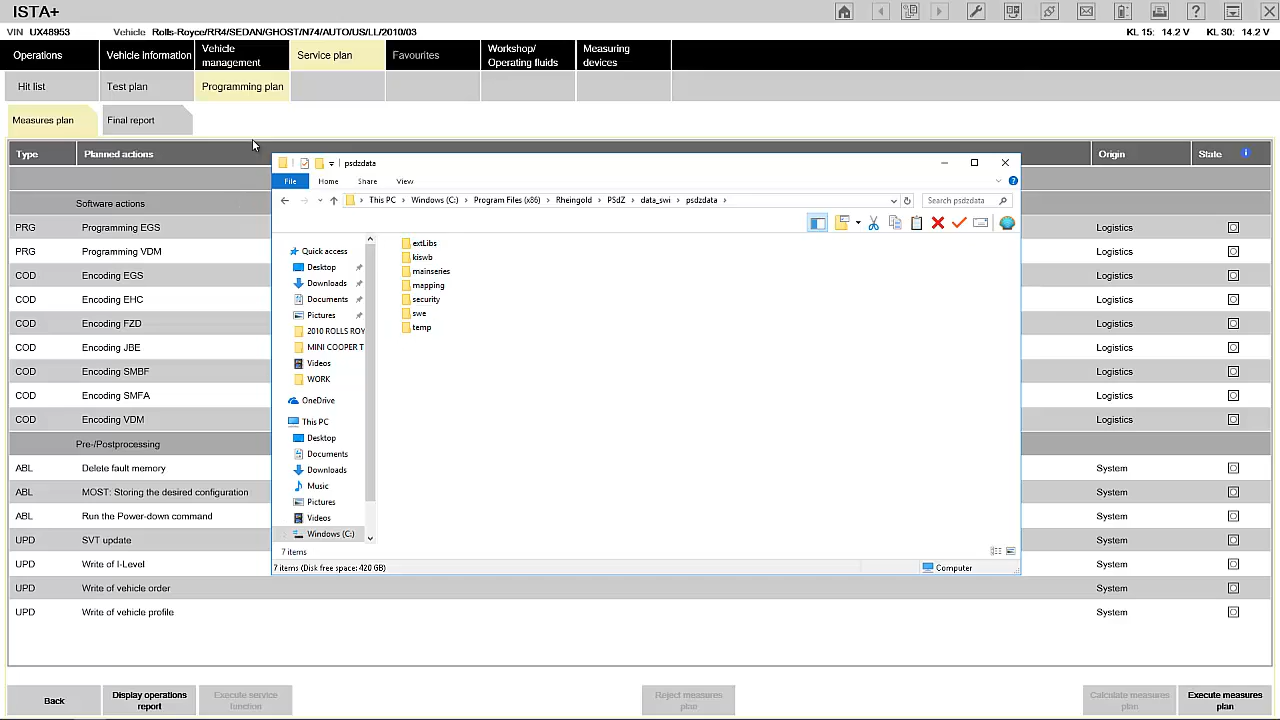 ISTA+
VIN UX48953 Vehicle Rolls-Royce/RR4/SEDAN/GHOST/N74/AUTO/US/LL/2010/03 KL 15: 14.2 V KL 30: 14.2 V
Operations
Vehicle Information
Vehicle management
Service plan
Favourites
Workshop/ Operating fluids
Measuring devices
Hit list
Test plan
Programming plan
Measures plan
Final report
Type Planned actions Origin State
Software actions
PRG Programming EGS Logistics
PRG Programming VDM Logistics
COD Encoding EGS Logistics
COD Encoding EHC Logistics
COD Encoding FZD Logistics
COD Encoding JBE Logistics
COD Encoding SMBF Logistics
COD Encoding SMFA Logistics
COD Encoding VDM Logistics
Pre-/Postprocessing
ABL Delete fault memory System
ABL MOST: Storing the desired configuration System
ABL Run the Power-down command System
UPD SVT update System
UPD Write of I-Level System
UPD Write of vehicle order System
UPD Write of vehicle profile System
psdzdata
File Home Share View
This PC > Windows (C:) > Program Files (x86) > Rheingold > PSdZ > data_swi > psdzdata >
Search psdzdata
Quick access
Desktop
Downloads
Documents
Pictures
2010 ROLLS ROY
MINI COOPER T
Videos
WORK
OneDrive
This PC
Desktop
Documents
Downloads
Music
Pictures
Videos
Windows (C:)
extLibs
kiswb
mainseries
mapping
security
swe
temp
7 items
7 items (Disk free space: 420 GB) Computer
Back
Display operations report
Execute service function
Reject measures plan
Calculate measures plan
Execute measures plan